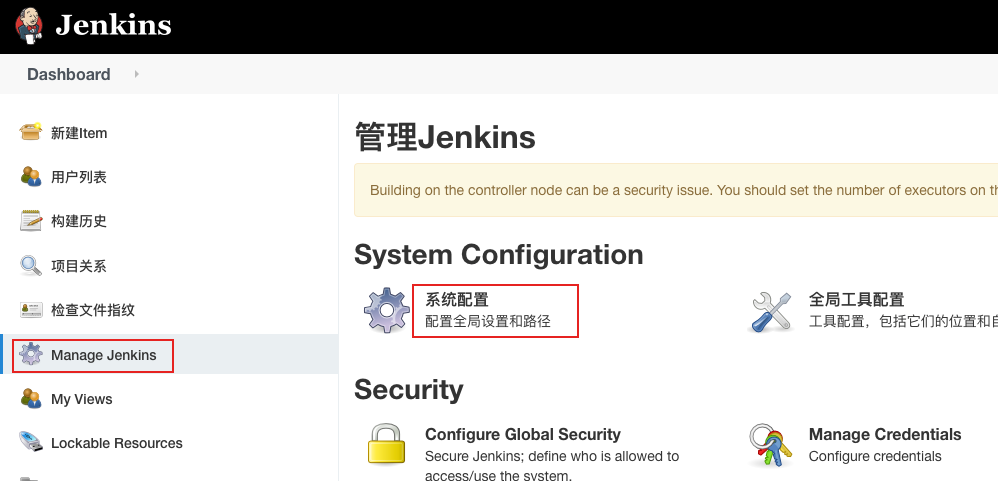 Jenkins
Dashboard
新建Item
用户列表
构建历史
项目关系
检查文件指纹
Manage Jenkins
My Views
Lockable Resources
管理Jenkins
Building on the controller node can be a security issue. You should set the number of executors on th
System Configuration
系统配置
配置全局设置和路径
全局工具配置
工具配置，包括它们的位置和自
Security
Configure Global Security
Secure Jenkins; define who is allowed to
access/use the system.
Manage Credentials
Configure credentials